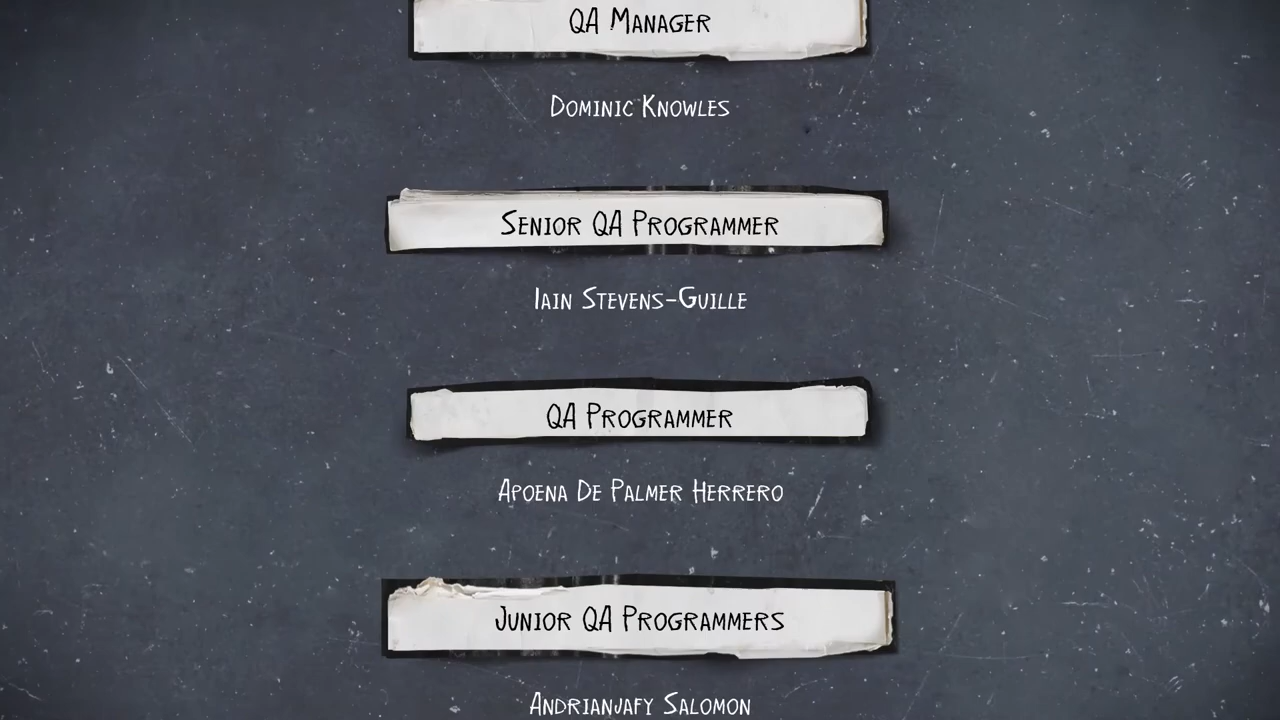 QA Manager
Dominic Knowles
Senior QA Programmer
Iain Stevens-Guille
QA Programmer
Apoena De Palmer Herrero
Junior QA Programmers
Andrianjafy Salomon